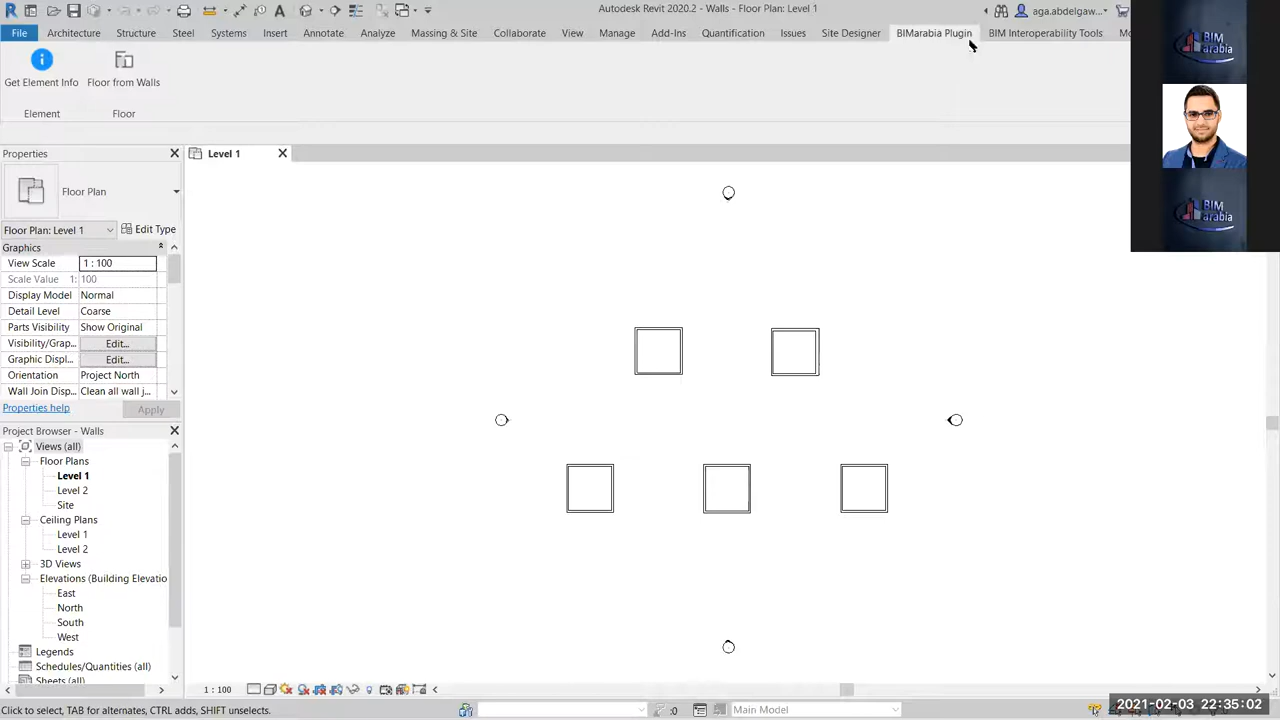 Autodesk Revit 2020.2 - Walls - Floor Plan: Level 1
aga.abdelgaw...
File Architecture Structure Steel Systems Insert Annotate Analyze Massing & Site Collaborate View Manage Add-Ins Quantification Issues Site Designer BIMarabia Plugin BIM Interoperability Tools Mo
BIM
arabia
Get Element Info Floor from Walls
Element Floor
Properties
Level 1
Floor Plan
BIM
arabia
Floor Plan: Level 1 Edit Type
Graphics
View Scale 1 : 100
Scale Value 1: 100
Display Model Normal
Detail Level Coarse
Parts Visibility Show Original
Visibility/Grap... Edit...
Graphic Displ... Edit...
Orientation Project North
Wall Join Disp... Clean all wall j...
Properties help Apply
Project Browser - Walls
Views (all)
Floor Plans
Level 1
Level 2
Site
Ceiling Plans
Level 1
Level 2
3D Views
Elevations (Building Elevatio
East
North
South
West
Legends
Schedules/Quantities (all)
Sheets (all)
1 : 100
Click to select, TAB for alternates, CTRL adds, SHIFT unselects.
:0
Main Model
2021-02-03 22:35:02